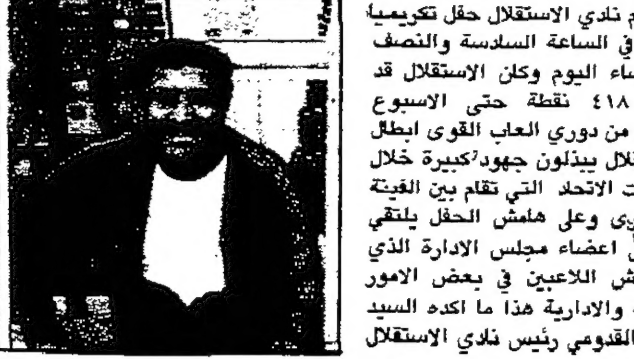 م نادي الاستقلال حفل تكريميا
في الساعة السادسة والنصف
ساء اليوم وكان الاستقلال قد
٤١٨ نقطة حتى الاسبوع
من دوري العاب القوى ابطال
قلال يبذلون جهود كبيرة خلال
ت الاتحاد التي تقام بين الفينة
رى وعلى هامش الحفل يلتقي
اعضاء مجلس الادارة الذي
ش اللاعبين في بعض الامور
والادارية هذا ما اكده السيد
القدومي رئيس نادي الاستقلال